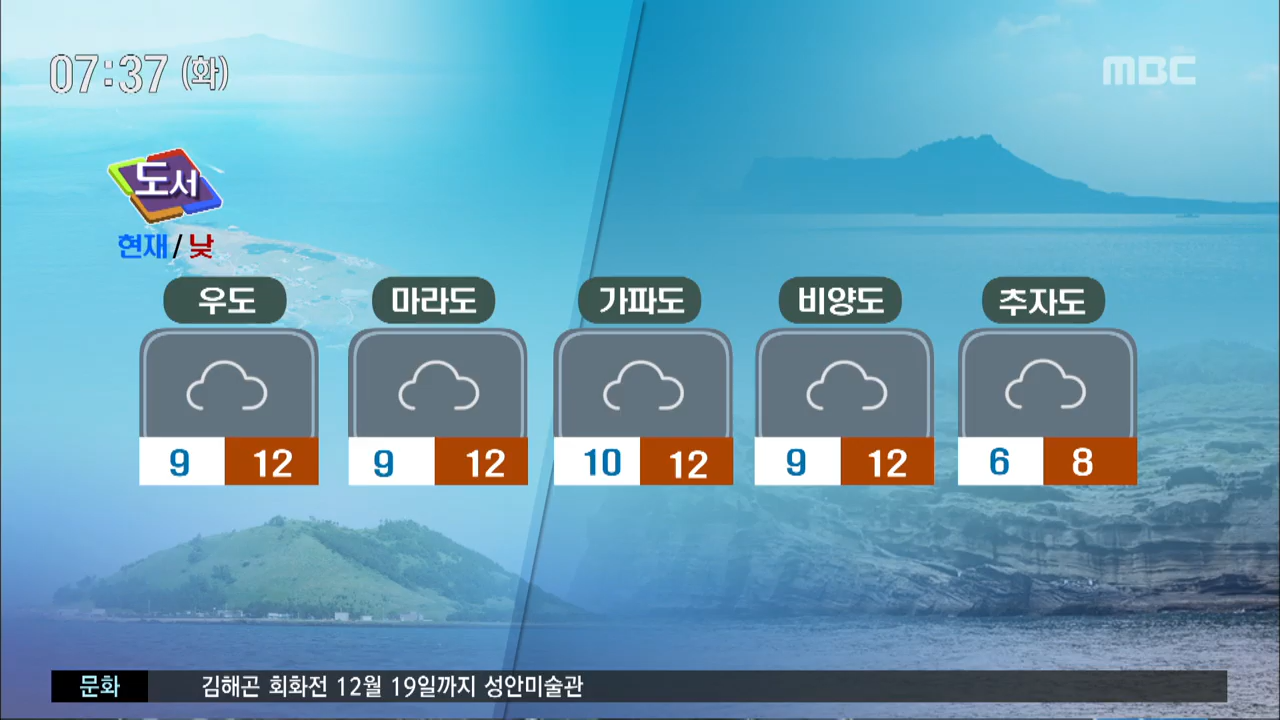 07:37 (화)
MBC
도서
현재/낮
우도 마라도 가파도 비양도 추자도
9 12 9 12 10 12 9 12 6 8
문화 김해곤 회화전 12월 19일까지 성안미술관